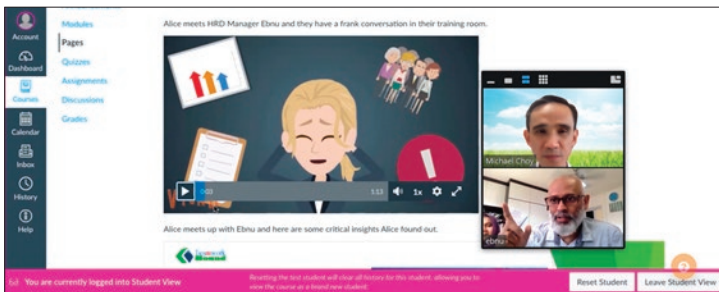 Account
Dashboard
Courses
Calendar
Inbox
History
Help
Modules
Pages
Quizzes
Assignments
Discussions
Grades
Alice meets HRD Manager Ebnu and they have a frank conversation in their training room.
0:03
5:13
1x
Michael Choy
ebnu
Alice meets up with Ebnu and here are some critical insights Alice found out.
You are currently logged into Student View
Resetting the test student will clear all history for this student, allowing you to
view the course as a brand new student.
Reset Student
Leave Student View